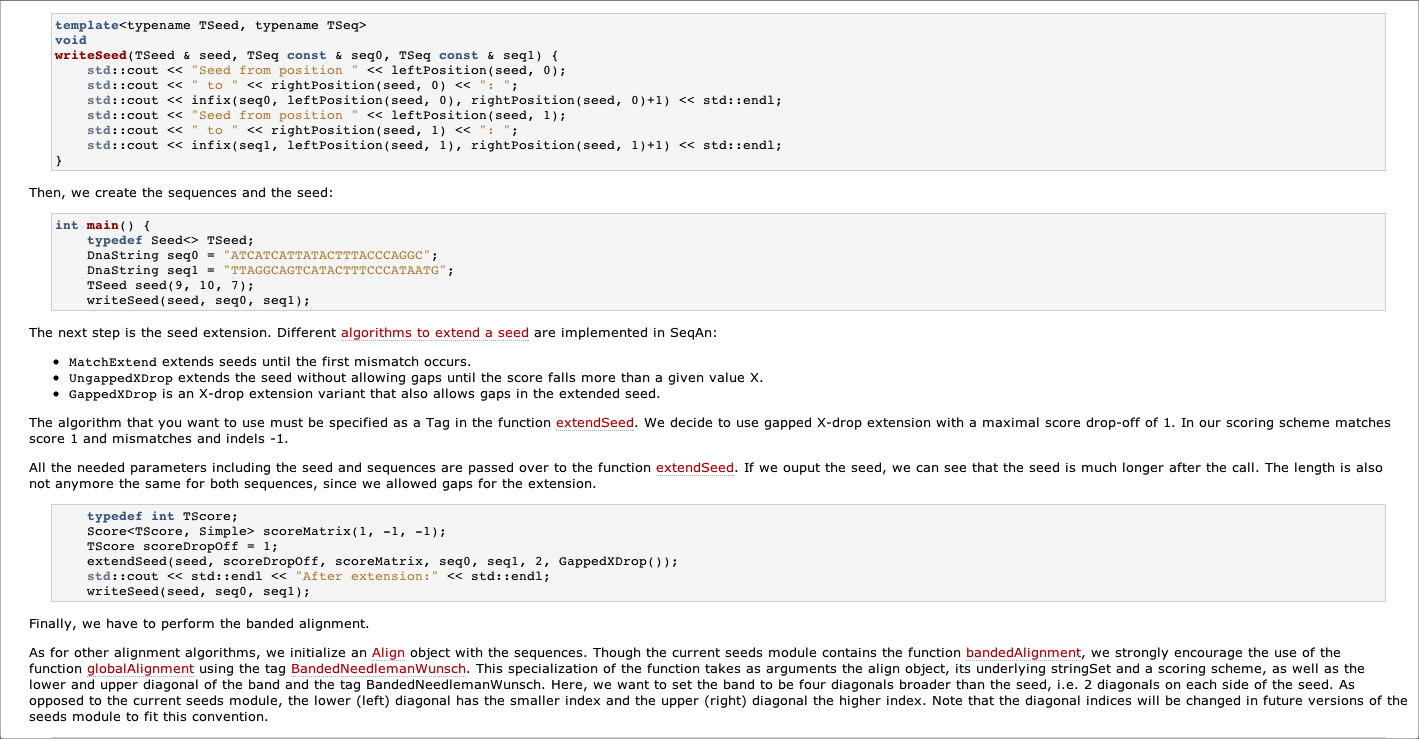 template<typename TSeed, typename TSeq>
void
writeSeed(TSeed & seed, TSeq const & seq0, TSeq const & seq1) {
    std::cout << "Seed from position " << leftPosition(seed, 0);
    std::cout << " to " << rightPosition(seed, 0) << ": ";
    std::cout << infix(seq0, leftPosition(seed, 0), rightPosition(seed, 0)+1) << std::endl;
    std::cout << "Seed from position " << leftPosition(seed, 1);
    std::cout << " to " << rightPosition(seed, 1) << ": ";
    std::cout << infix(seq1, leftPosition(seed, 1), rightPosition(seed, 1)+1) << std::endl;
}
Then, we create the sequences and the seed:
int main() {
    typedef Seed<> TSeed;
    DnaString seq0 = "ATCATCATTATACTTTACCCAGGC";
    DnaString seq1 = "TTAGGCAGTCATACTTTCCCATAATG";
    TSeed seed(9, 10, 7);
    writeSeed(seed, seq0, seq1);
The next step is the seed extension. Different algorithms to extend a seed are implemented in SeqAn:
• MatchExtend extends seeds until the first mismatch occurs.
• UngappedXDrop extends the seed without allowing gaps until the score falls more than a given value X.
• GappedXDrop is an X-drop extension variant that also allows gaps in the extended seed.
The algorithm that you want to use must be specified as a Tag in the function extendSeed. We decide to use gapped X-drop extension with a maximal score drop-off of 1. In our scoring scheme matches
score 1 and mismatches and indels -1.
All the needed parameters including the seed and sequences are passed over to the function extendSeed. If we ouput the seed, we can see that the seed is much longer after the call. The length is also
not anymore the same for both sequences, since we allowed gaps for the extension.
    typedef int TScore;
    Score<TScore, Simple> scoreMatrix(1, -1, -1);
    TScore scoreDropOff = 1;
    extendSeed(seed, scoreDropOff, scoreMatrix, seq0, seq1, 2, GappedXDrop());
    std::cout << std::endl << "After extension:" << std::endl;
    writeSeed(seed, seq0, seq1);
Finally, we have to perform the banded alignment.
As for other alignment algorithms, we initialize an Align object with the sequences. Though the current seeds module contains the function bandedAlignment, we strongly encourage the use of the
function globalAlignment using the tag BandedNeedlemanWunsch. This specialization of the function takes as arguments the align object, its underlying stringSet and a scoring scheme, as well as the
lower and upper diagonal of the band and the tag BandedNeedlemanWunsch. Here, we want to set the band to be four diagonals broader than the seed, i.e. 2 diagonals on each side of the seed. As
opposed to the current seeds module, the lower (left) diagonal has the smaller index and the upper (right) diagonal the higher index. Note that the diagonal indices will be changed in future versions of the
seeds module to fit this convention.